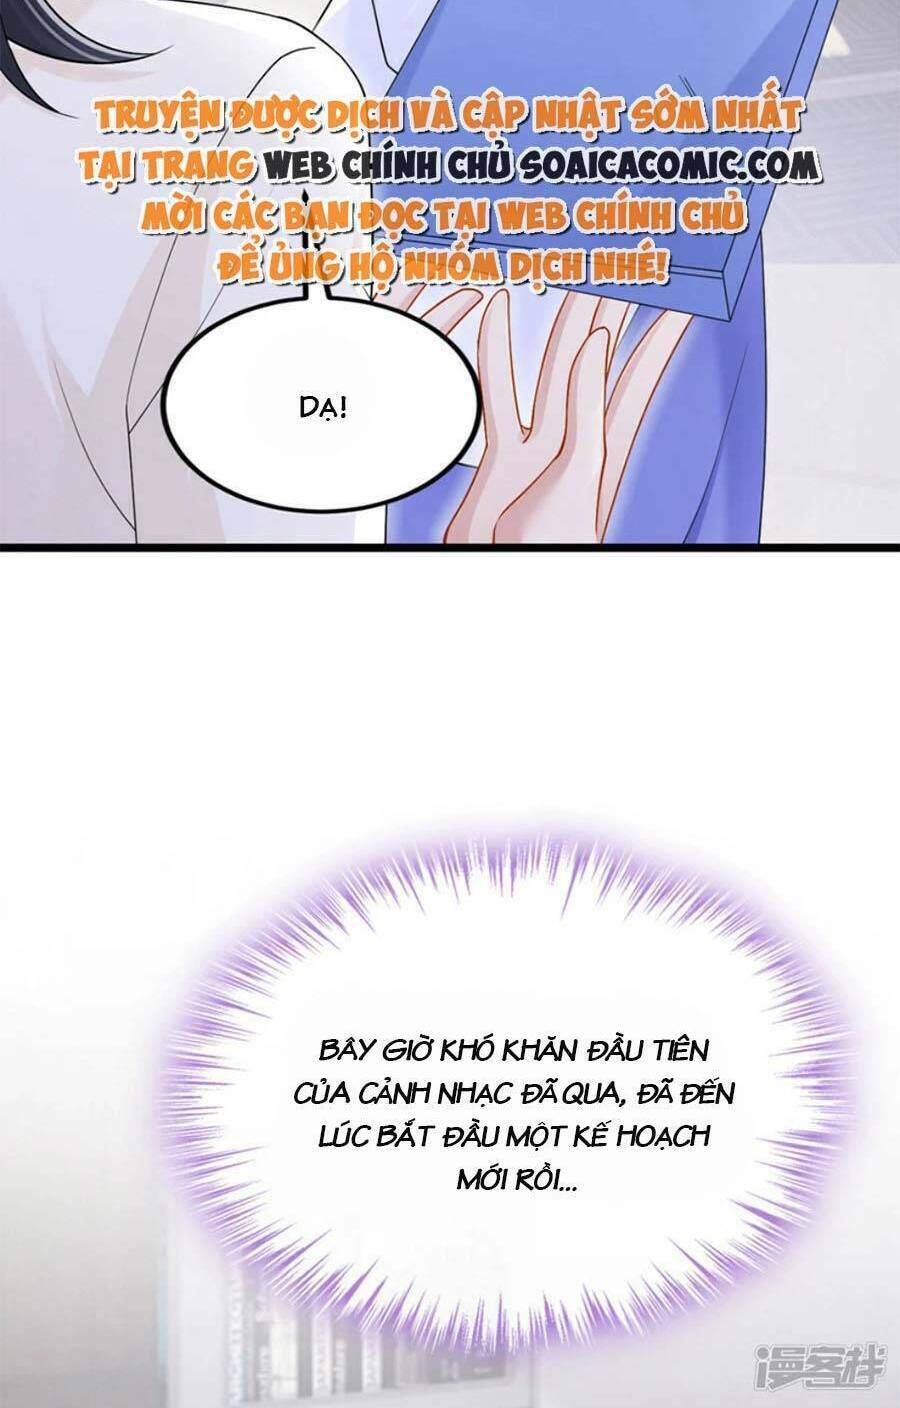 TRUYỆN ĐƯỢC DỊCH VÀ CẬP NHẬT SỚM NHẤT
TẠI TRANG WEB CHÍNH CHỦ SOAICACOMIC.COM
MỜI CÁC BẠN ĐỌC TẠI WEB CHÍNH CHỦ
ĐỂ ỦNG HỘ NHÓM DỊCH NHÉ!
DẠ!
BÂY GIỜ KHÓ KHĂN ĐẦU TIÊN
CỦA CẢNH NHẠC ĐÃ QUA, ĐÃ ĐẾN
LÚC BẮT ĐẦU MỘT KẾ HOẠCH
MỚI RỒI...
漫客栈